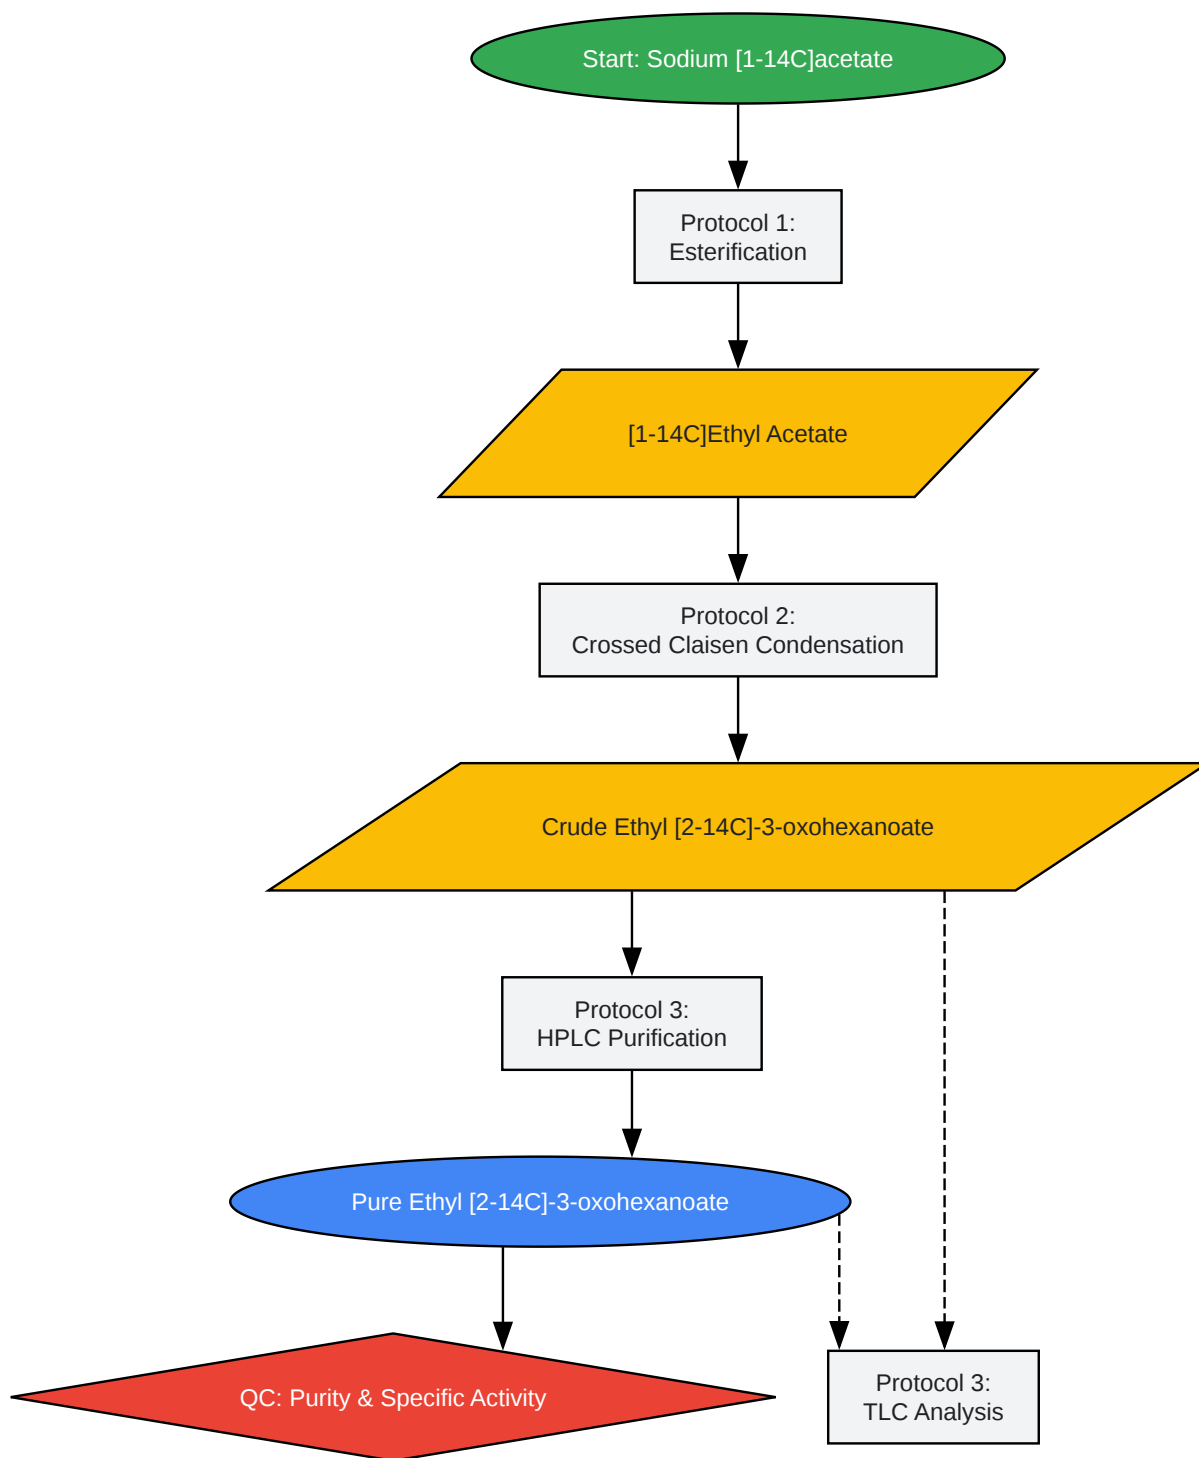 Start: Sodium [1-14C]acetate
Protocol 1:
Esterification
[1-14C]Ethyl Acetate
Protocol 2:
Crossed Claisen Condensation
Crude Ethyl [2-14C]-3-oxohexanoate
Protocol 3:
HPLC Purification
Pure Ethyl [2-14C]-3-oxohexanoate
QC: Purity & Specific Activity
Protocol 3:
TLC Analysis